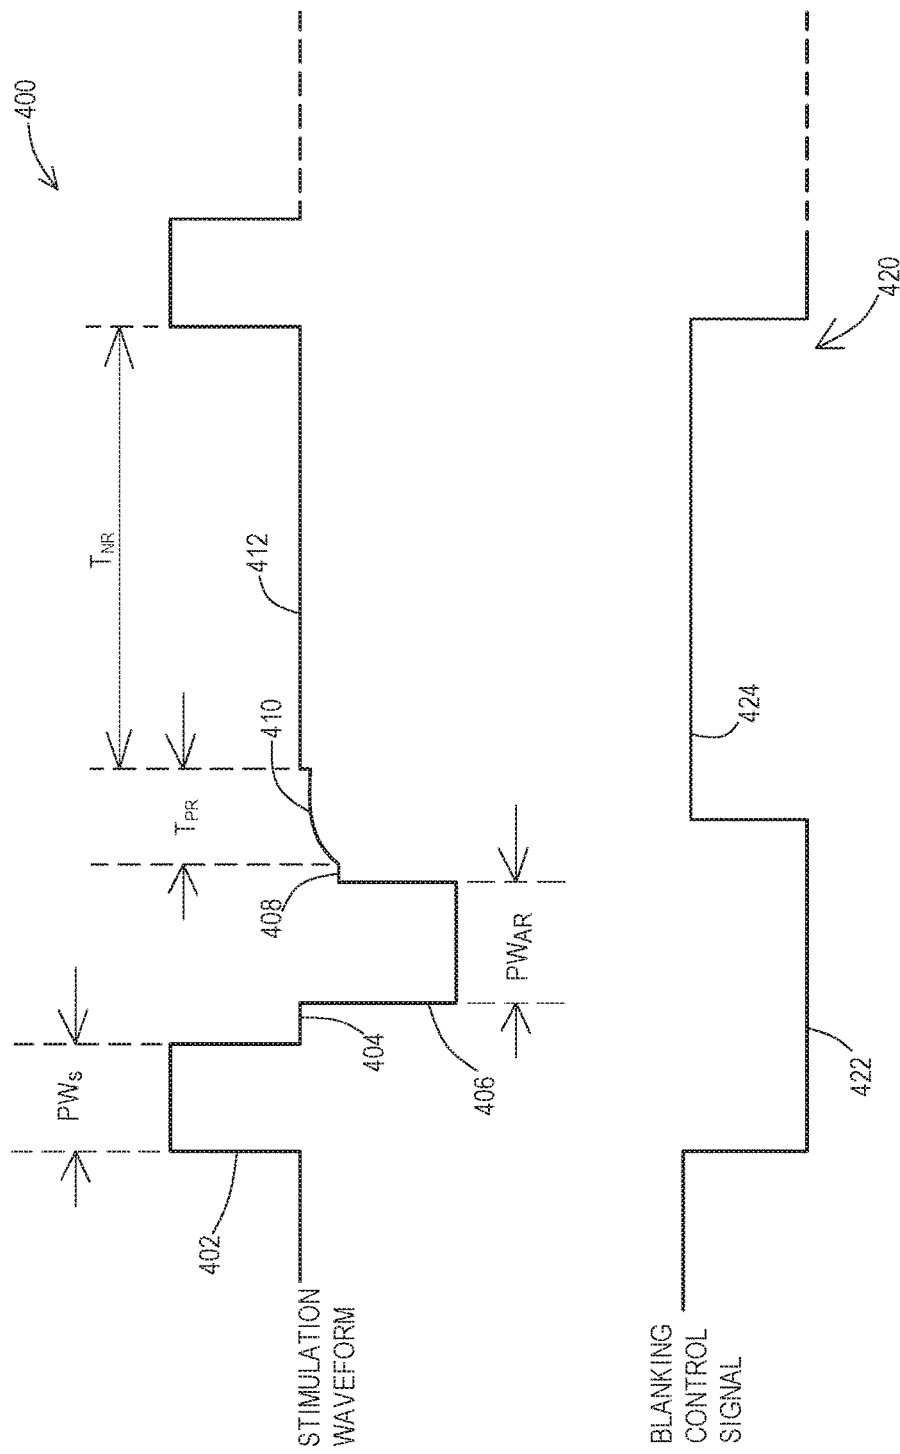 400
PWS
TPR
TNR
402
404
406
408
410
412
PWAR
STIMULATION
WAVEFORM
420
422
424
BLANKING
CONTROL
SIGNAL